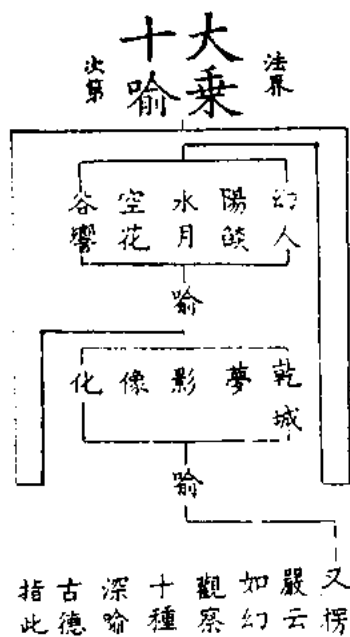 法界
大乗
十喻
次第
幻人
陽燄
水月
空花
谷響
喻
乾城
夢
影
像
化
喻
又楞
嚴云
如幻
觀察
十種
深喻
古德
指此